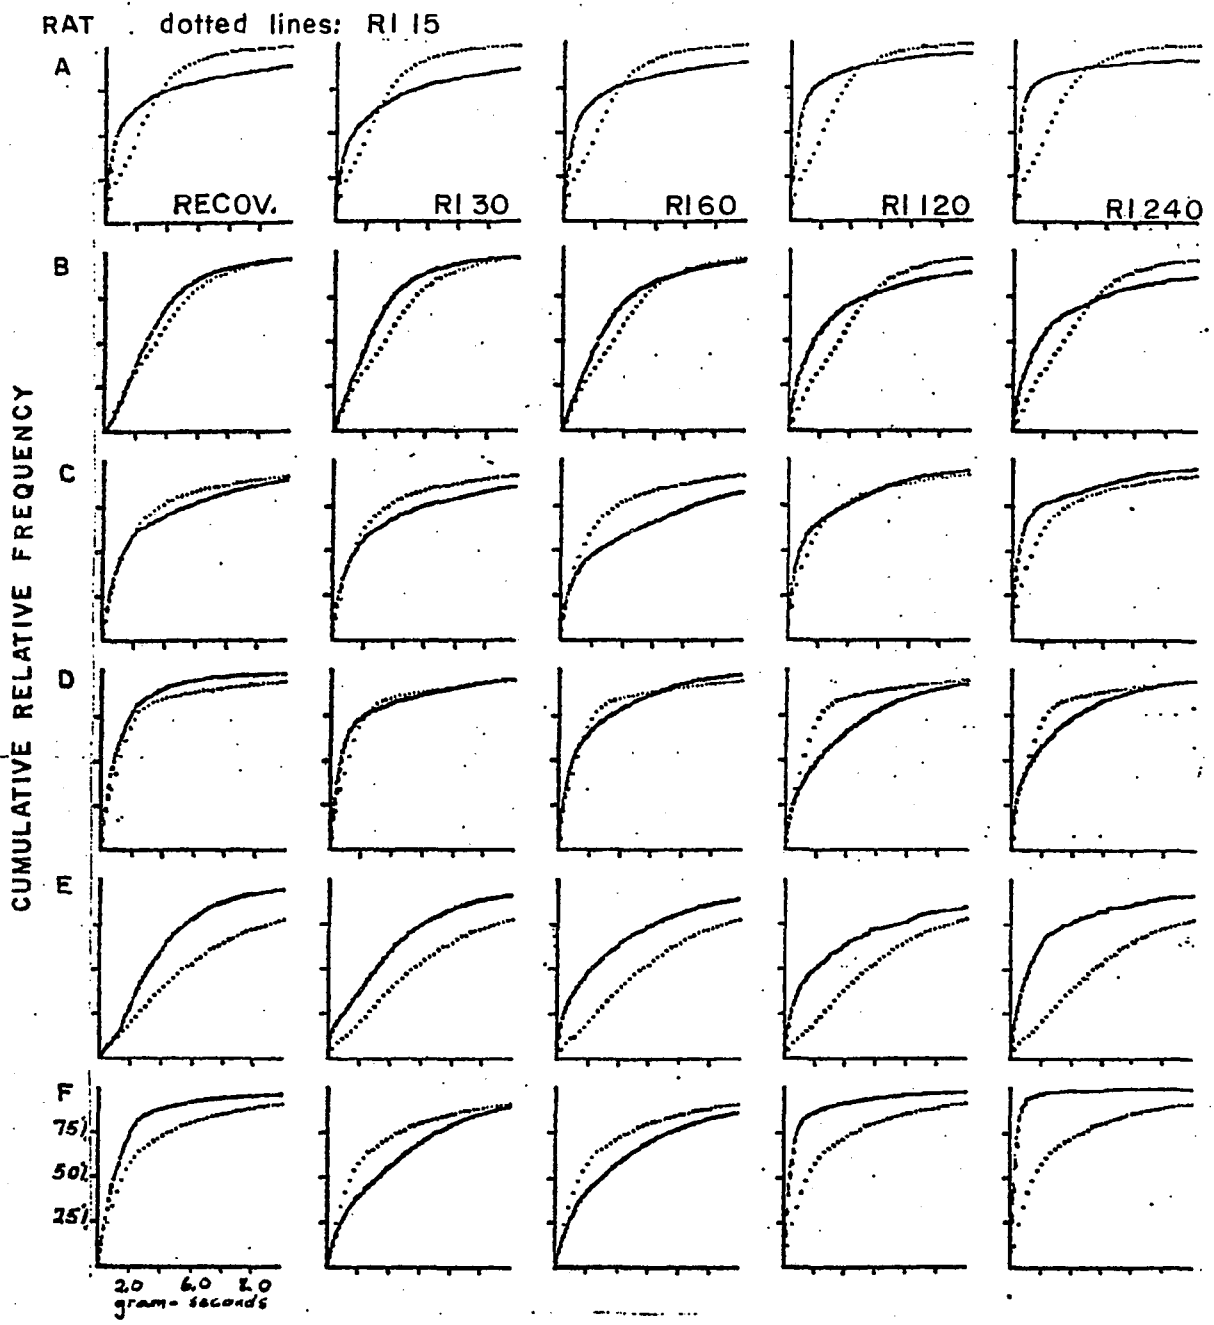 RAT dotted lines: RI 15
A
RECOV. RI 30 RI 60 RI 120 RI 240
B
C
D
E
F
75%
50%
25%
2.0 6.0
gram-seconds
CUMULATIVE RELATIVE FREQUENCY